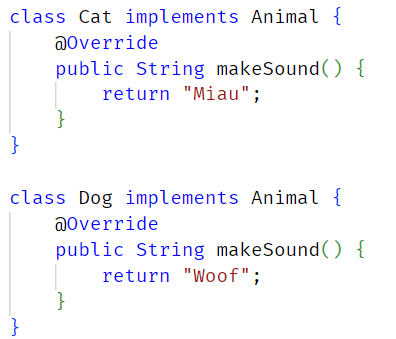 class Cat implements Animal {
    @Override
    public String makeSound() {
        return "Miau";
    }
}

class Dog implements Animal {
    @Override
    public String makeSound() {
        return "Woof";
    }
}